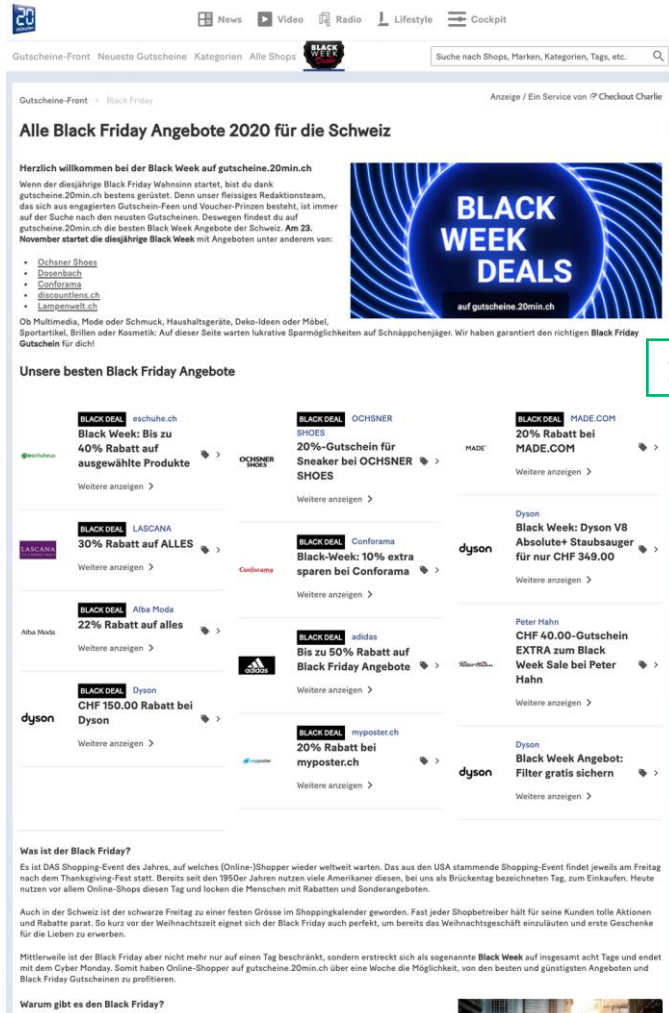 20
minuten
News Video Radio Lifestyle Cockpit
Gutscheine-Front Neueste Gutscheine Kategorien Alle Shops BLACK WEEK Deals
Suche nach Shops, Marken, Kategorien, Tags, etc.
Gutscheine-Front > Black Friday
Anzeige / Ein Service von Checkout Charlie
Alle Black Friday Angebote 2020 für die Schweiz
Herzlich willkommen bei der Black Week auf gutscheine.20min.ch
Wenn der diesjährige Black Friday Wahnsinn startet, bist du dank
gutscheine.20min.ch bestens gerüstet. Denn unser fleissiges Redaktionsteam,
das sich aus engagierten Gutschein-Feen und Voucher-Prinzen besteht, ist immer
auf der Suche nach den neusten Gutscheinen. Deswegen findest du auf
gutscheine.20min.ch die besten Black Week Angebote der Schweiz. Am 23.
November startet die diesjährige Black Week mit Angeboten unter anderem von:
• Ochsner Shoes
• Dosenbach
• Conforama
• discountlens.ch
• Lampenwelt.ch
BLACK
WEEK
DEALS
auf gutscheine.20min.ch
Ob Multimedia, Mode oder Schmuck, Haushaltsgeräte, Deko-Ideen oder Möbel,
Sportartikel, Brillen oder Kosmetik: Auf dieser Seite warten lukrative Sparmöglichkeiten auf Schnäppchenjäger. Wir haben garantiert den richtigen Black Friday
Gutschein für dich!
Unsere besten Black Friday Angebote
eschuhe.ch
BLACK DEAL eschuhe.ch
Black Week: Bis zu
40% Rabatt auf
ausgewählte Produkte
Weitere anzeigen >
LASCANA
BLACK DEAL LASCANA
30% Rabatt auf ALLES
Weitere anzeigen >
Alba Moda
BLACK DEAL Alba Moda
22% Rabatt auf alles
Weitere anzeigen >
dyson
BLACK DEAL Dyson
CHF 150.00 Rabatt bei
Dyson
Weitere anzeigen >
OCHSNER
SHOES
BLACK DEAL OCHSNER
SHOES
20%-Gutschein für
Sneaker bei OCHSNER
SHOES
Weitere anzeigen >
Conforama
BLACK DEAL Conforama
Black-Week: 10% extra
sparen bei Conforama
Weitere anzeigen >
adidas
BLACK DEAL adidas
Bis zu 50% Rabatt auf
Black Friday Angebote
Weitere anzeigen >
myposter
BLACK DEAL myposter.ch
20% Rabatt bei
myposter.ch
Weitere anzeigen >
MADE
BLACK DEAL MADE.COM
20% Rabatt bei
MADE.COM
Weitere anzeigen >
dyson
Dyson
Black Week: Dyson V8
Absolute+ Staubsauger
für nur CHF 349.00
Weitere anzeigen >
Peter Hahn
Peter Hahn
CHF 40.00-Gutschein
EXTRA zum Black
Week Sale bei Peter
Hahn
Weitere anzeigen >
dyson
Dyson
Black Week Angebot:
Filter gratis sichern
Weitere anzeigen >
Was ist der Black Friday?
Es ist DAS Shopping-Event des Jahres, auf welches (Online-)Shopper wieder weltweit warten. Das aus den USA stammende Shopping-Event findet jeweils am Freitag
nach dem Thanksgiving-Fest statt. Bereits seit den 1950er Jahren nutzen viele Amerikaner diesen, bei uns als Brückentag bezeichneten Tag, zum Einkaufen. Heute
nutzen vor allem Online-Shops diesen Tag und locken die Menschen mit Rabatten und Sonderangeboten.
Auch in der Schweiz ist der schwarze Freitag zu einer festen Grösse im Shoppingkalender geworden. Fast jeder Shopbetreiber hält für seine Kunden tolle Aktionen
und Rabatte parat. So kurz vor der Weihnachtszeit eignet sich der Black Friday auch perfekt, um bereits das Weihnachtsgeschäft einzuläuten und erste Geschenke
für die Lieben zu erwerben.
Mittlerweile ist der Black Friday aber nicht mehr nur auf einen Tag beschränkt, sondern erstreckt sich als sogenannte Black Week auf insgesamt acht Tage und endet
mit dem Cyber Monday. Somit haben Online-Shopper auf gutscheine.20min.ch über eine Woche die Möglichkeit, von den besten und günstigsten Angeboten und
Black Friday Gutscheinen zu profitieren.
Warum gibt es den Black Friday?